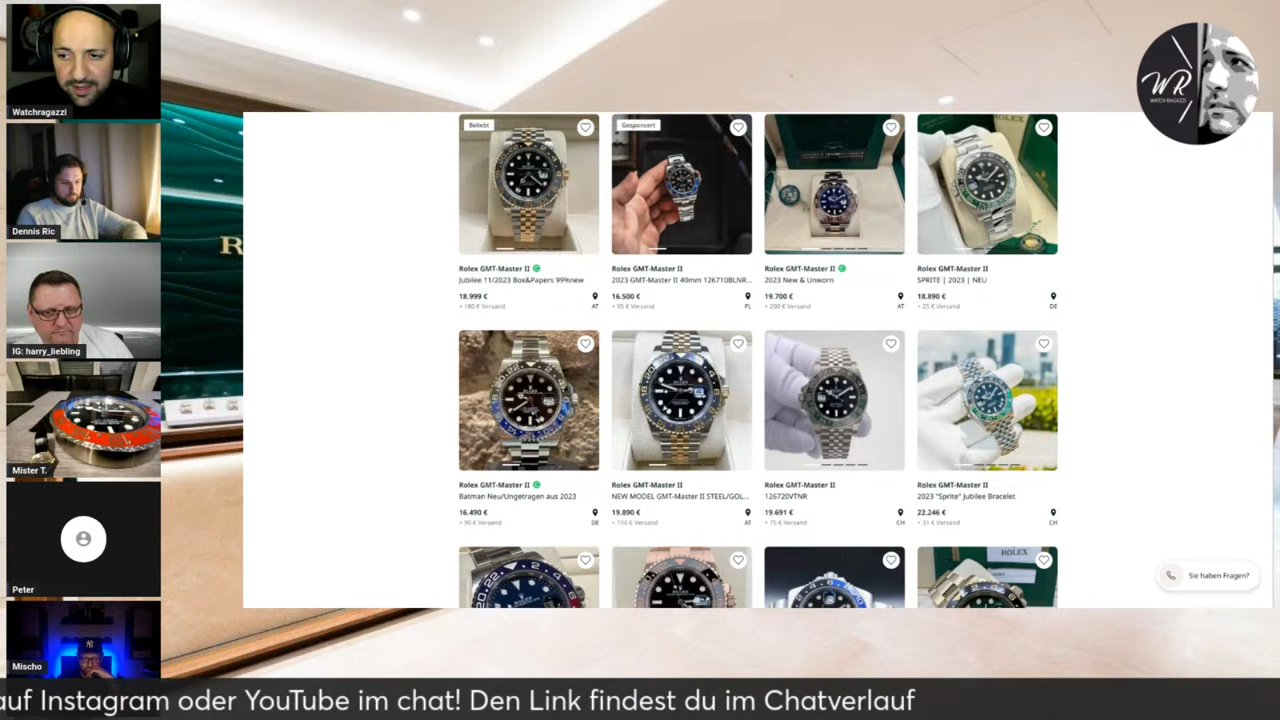 Watchragazzi
Dennis Ric
IG: harry_liebling
Mister T.
Peter
Mischo
WR
WATCH RAGAZZI
R
Beliebt
Rolex GMT-Master II
Jubilee 11/2023 Box&Papers 99%new
18.999 €
+ 180 € Versand
AT
Gesponsert
Rolex GMT-Master II
2023 GMT-Master II 40mm 126710BLNR...
16.500 €
+ 95 € Versand
PL
Rolex GMT-Master II
2023 New & Unworn
19.700 €
+ 200 € Versand
AT
Rolex GMT-Master II
SPRITE | 2023 | NEU
18.890 €
+ 25 € Versand
DE
Rolex GMT-Master II
Batman Neu/Ungetragen aus 2023
16.490 €
+ 90 € Versand
DE
Rolex GMT-Master II
NEW MODEL GMT-Master II STEEL/GOL...
19.890 €
+ 150 € Versand
AT
Rolex GMT-Master II
126720VTNR
19.691 €
+ 75 € Versand
CH
Rolex GMT-Master II
2023 "Sprite" Jubilee Bracelet
22.246 €
+ 31 € Versand
CH
ROLEX
Sie haben Fragen?
auf Instagram oder YouTube im chat! Den Link findest du im Chatverlauf